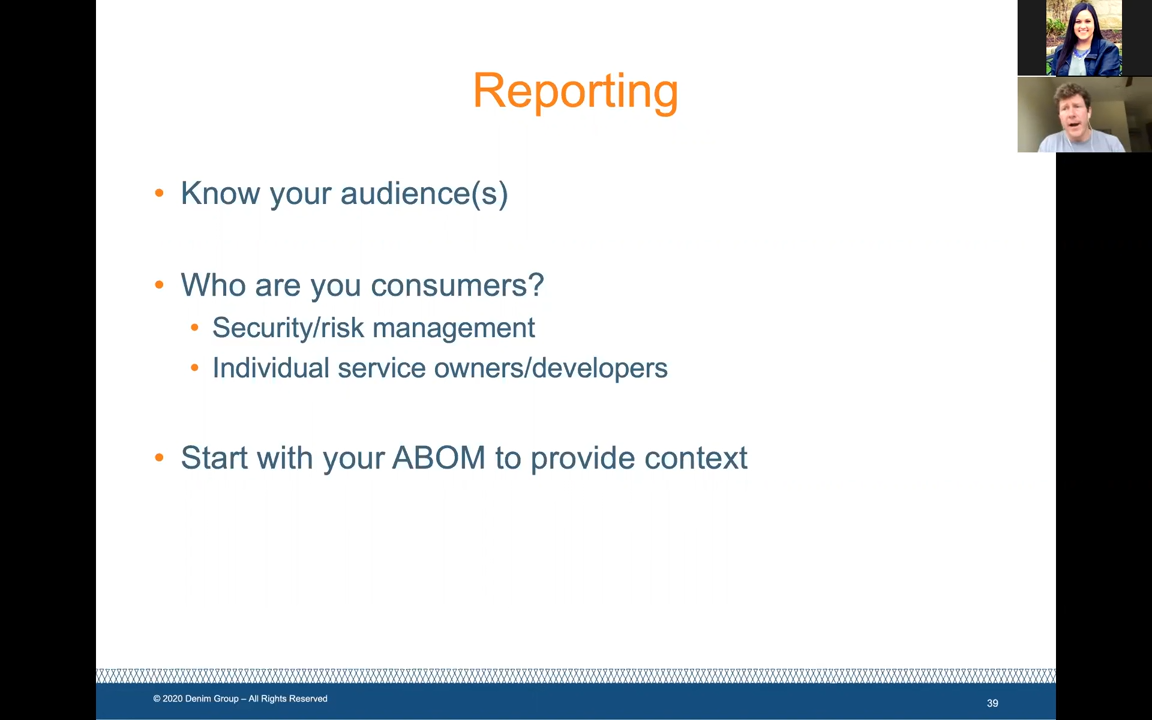 Reporting
• Know your audience(s)
• Who are you consumers?
• Security/risk management
• Individual service owners/developers
• Start with your ABOM to provide context
© 2020 Denim Group – All Rights Reserved
39